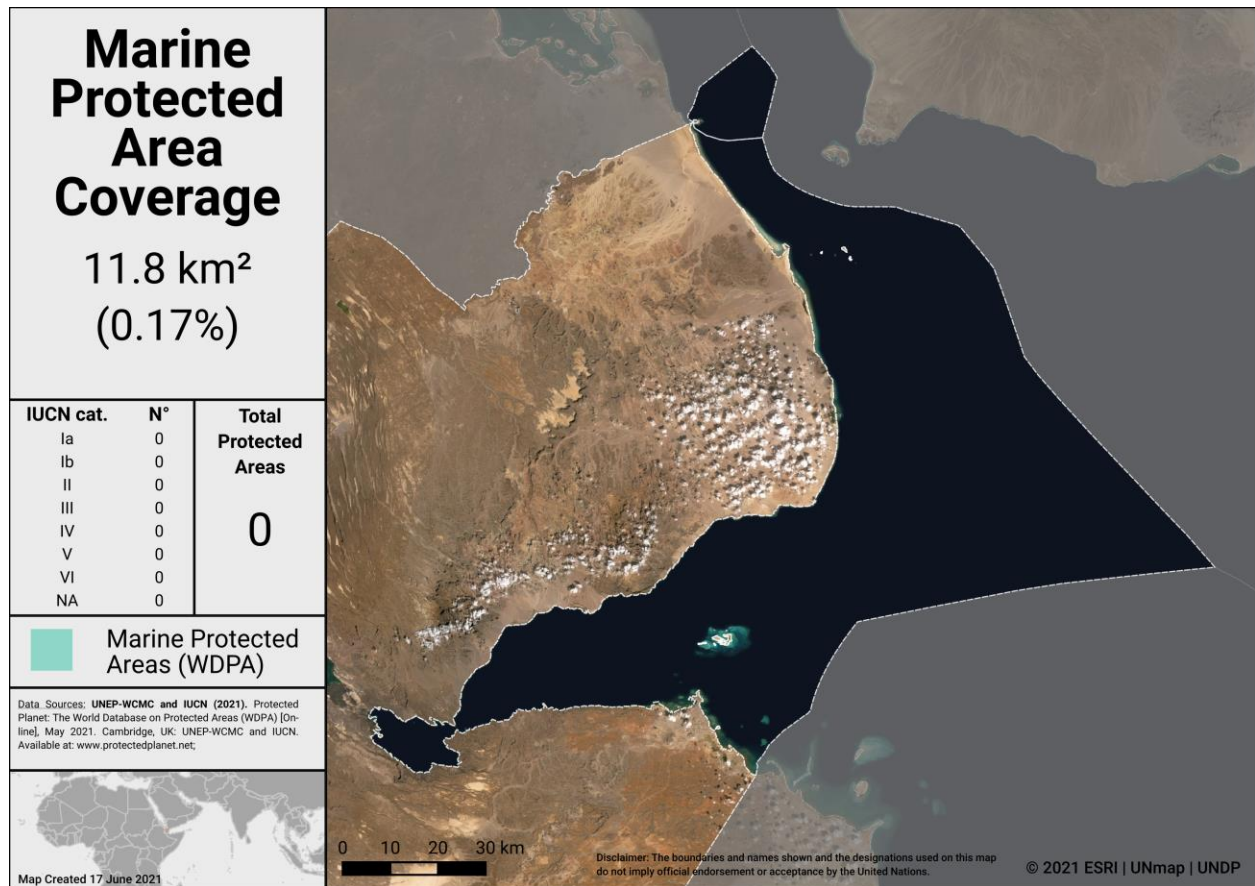 Marine
Protected
Area
Coverage
11.8 km²
(0.17%)
IUCN cat. N°
Ia 0
Ib 0
II 0
III 0
IV 0
V 0
VI 0
NA 0
Total
Protected
Areas
0
Marine Protected
Areas (WDPA)
Data Sources: UNEP-WCMC and IUCN (2021). Protected
Planet: The World Database on Protected Areas (WDPA) [On-
line], May 2021. Cambridge, UK: UNEP-WCMC and IUCN.
Available at: www.protectedplanet.net;
Map Created 17 June 2021
0 10 20 30 km
Disclaimer: The boundaries and names shown and the designations used on this map
do not imply official endorsement or acceptance by the United Nations.
© 2021 ESRI | UNmap | UNDP